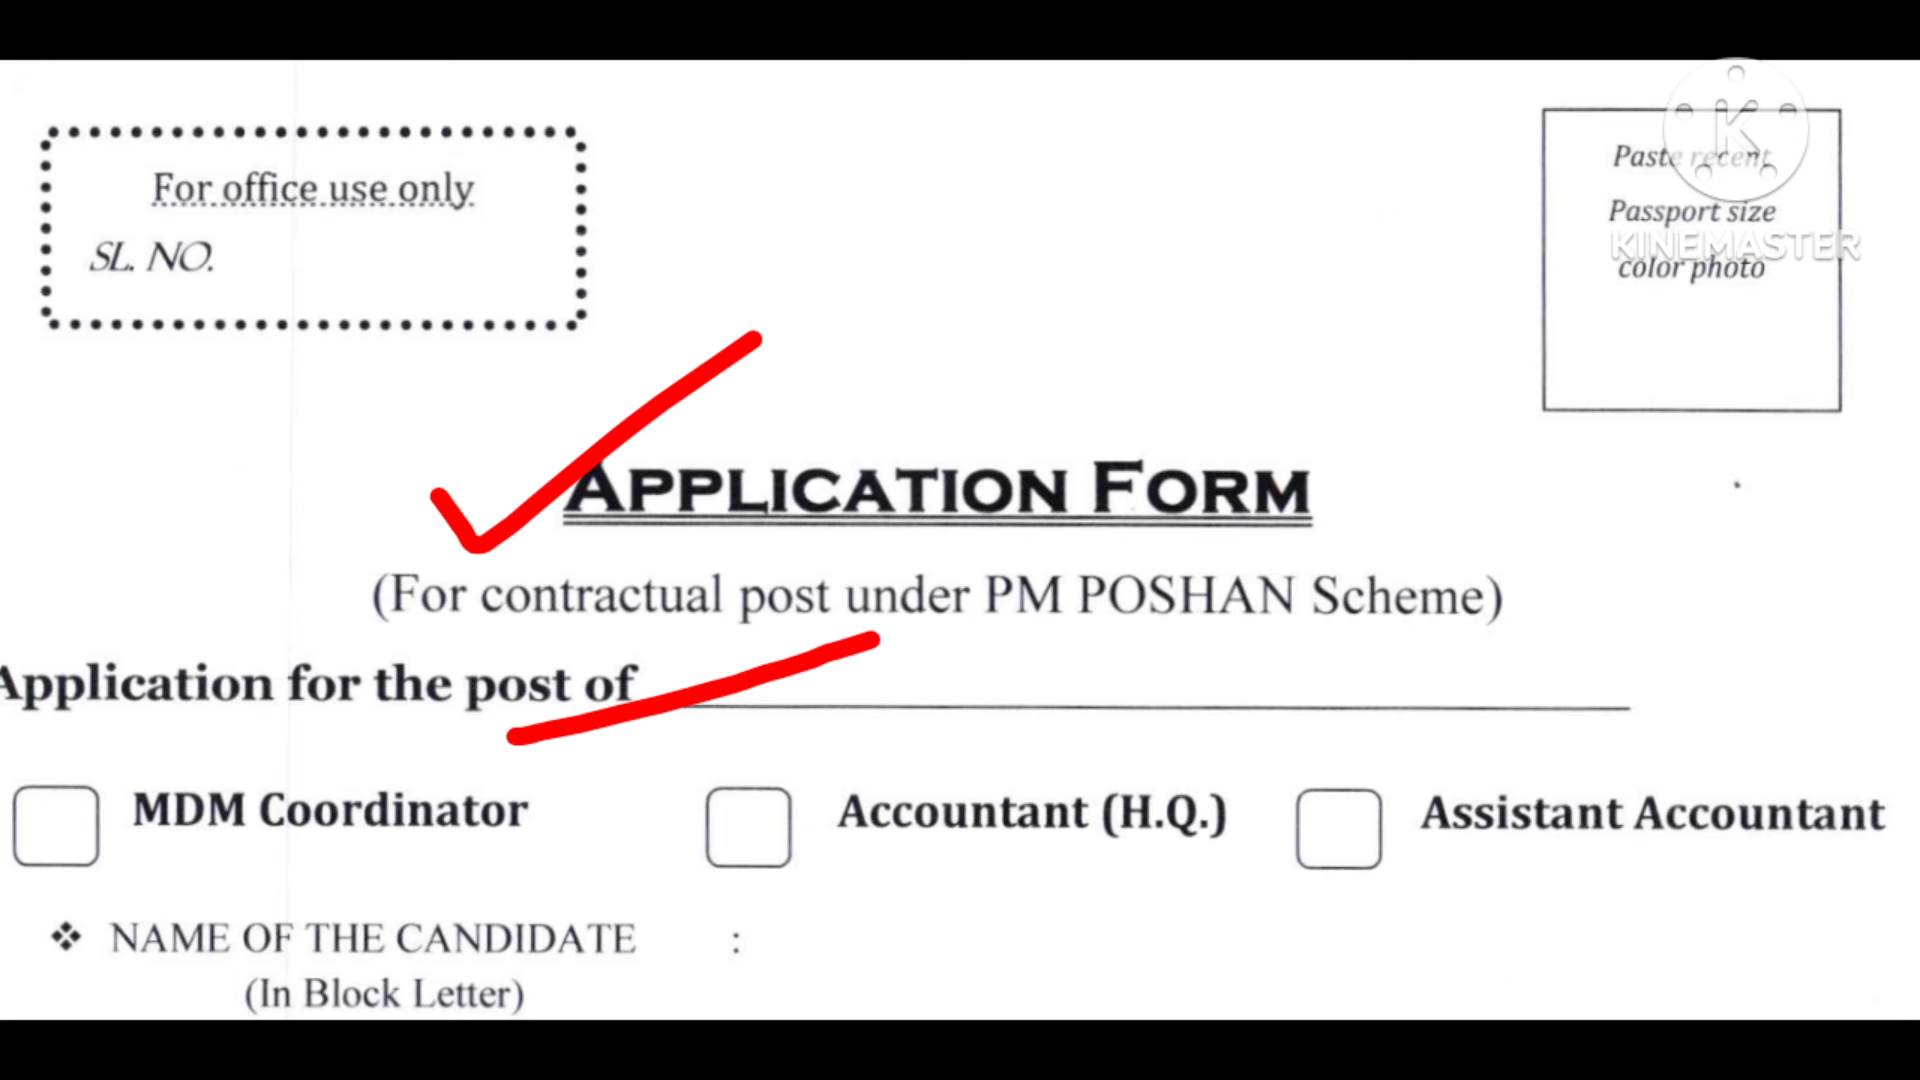 For office use only
SL. NO.
Paste recent
Passport size
KINEMASTER
color photo
APPLICATION FORM
(For contractual post under PM POSHAN Scheme)
Application for the post of
MDM Coordinator
Accountant (H.Q.)
Assistant Accountant
❖ NAME OF THE CANDIDATE :
(In Block Letter)